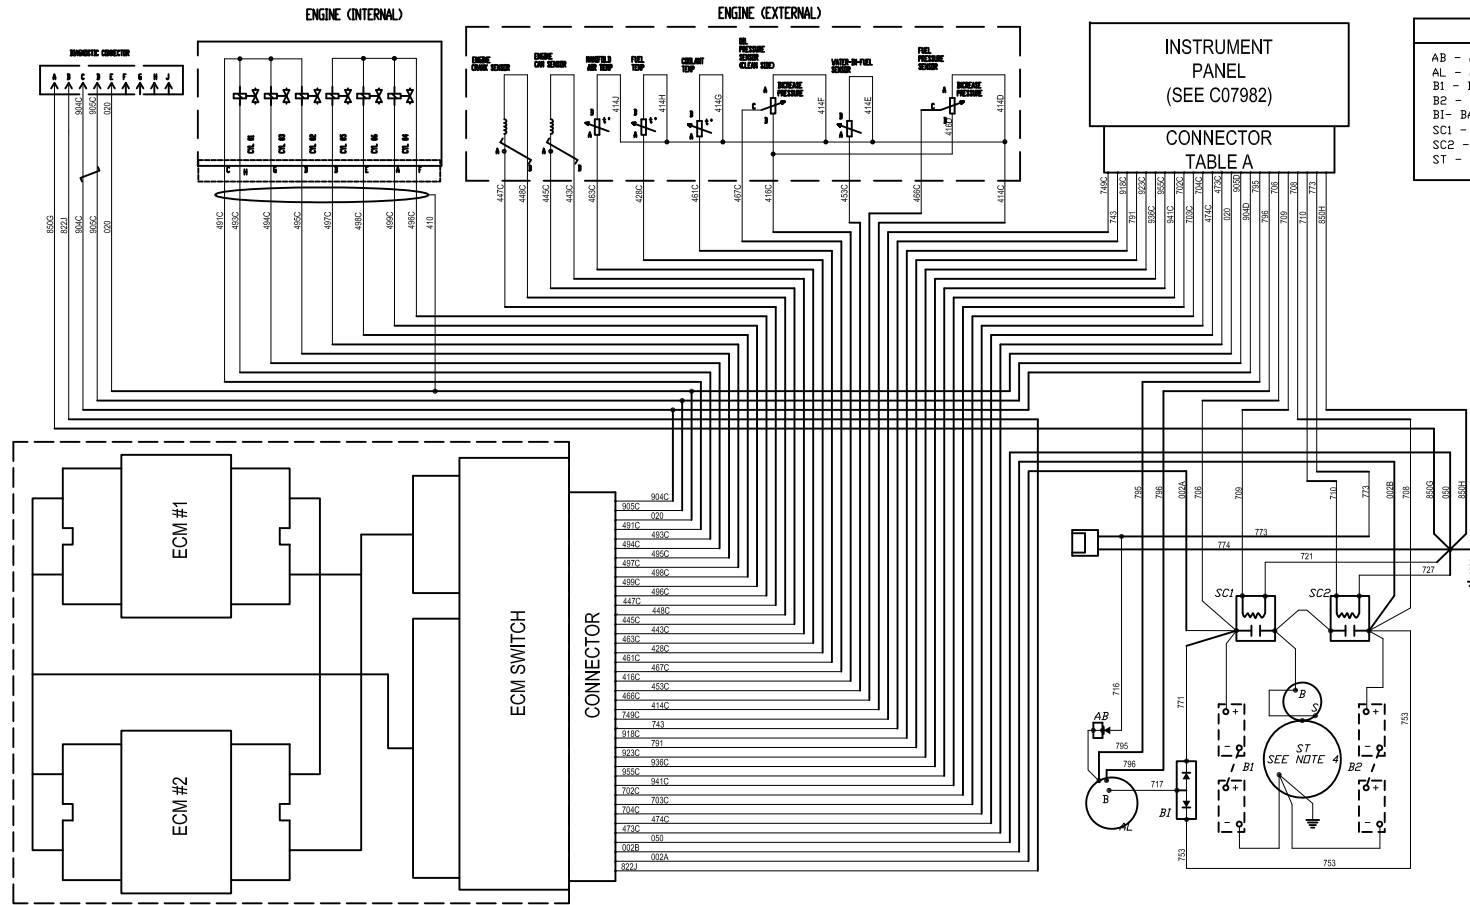 ENGINE (INTERNAL)
ENGINE (EXTERNAL)
DIAGNOSTIC CONNECTOR
A B C D E F G H J
904C
905C
020
CYL 01
CYL 03
CYL 02
CYL 05
CYL 06
CYL 04
C H G D B E A F
ENGINE
CRANK SENSOR
ENGINE
CAM SENSOR
MANIFOLD
AIR TEMP
FUEL
TEMP
COOLANT
TEMP
OIL
PRESSURE
SENSOR
(CLEAN SIDE)
INCREASE
PRESSURE
WATER-IN-FUEL
SENSOR
FUEL
PRESSURE
SENSOR
INCREASE
PRESSURE
414J
414H
414G
414F
414E
416D
414D
INSTRUMENT
PANEL
(SEE C07982)
CONNECTOR
TABLE A
AB -
AL -
B1 -
B2 -
BI- BA
SC1 -
SC2 -
ST -
850G
822J
904C
905C
020
491C
493C
494C
495C
497C
498C
499C
496C
410
447C
448C
445C
443C
463C
428C
461C
467C
416C
453C
466C
414C
749C
743
918C
791
923C
936C
955C
941C
702C
703C
704C
474C
473C
020
905D
904D
795
796
706
709
708
710
773
850H
ECM #1
ECM #2
ECM SWITCH
CONNECTOR
904C
905C
020
491C
493C
494C
495C
497C
498C
499C
496C
447C
448C
445C
443C
463C
428C
461C
467C
416C
453C
466C
414C
749C
743
918C
791
923C
936C
955C
941C
702C
703C
704C
474C
473C
050
002B
002A
822J
795
796
002A
706
709
710
773
002B
708
850G
050
850H
773
774
721
727
SC1
SC2
716
771
753
AB
795
796
B
AL
717
BI
753
B
S
ST
SEE NOTE 4
B1
B2
753